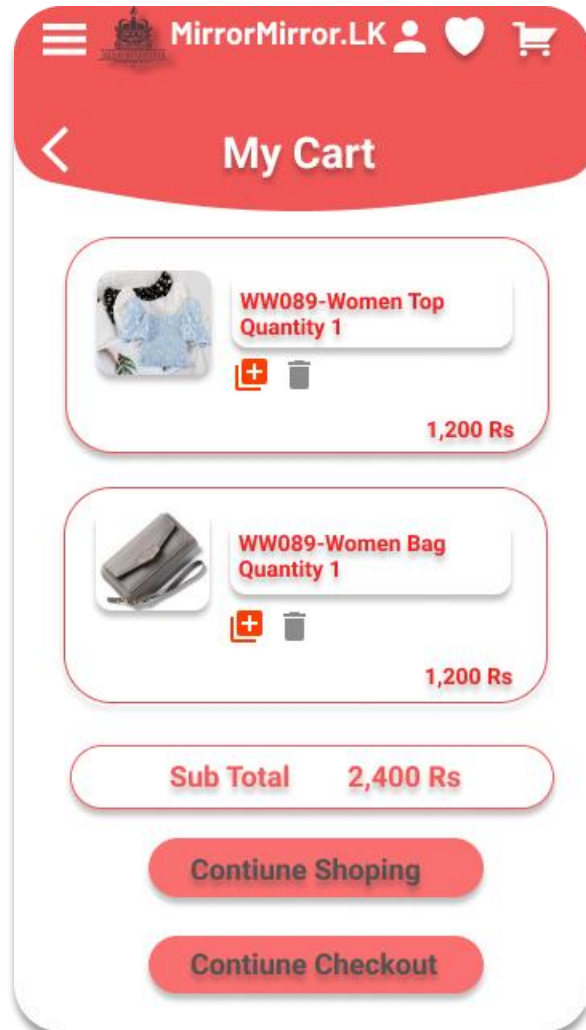 MirrorMirror.LK
My Cart
WW089-Women Top
Quantity 1
1,200 Rs
WW089-Women Bag
Quantity 1
1,200 Rs
Sub Total 2,400 Rs
Contiune Shoping
Contiune Checkout